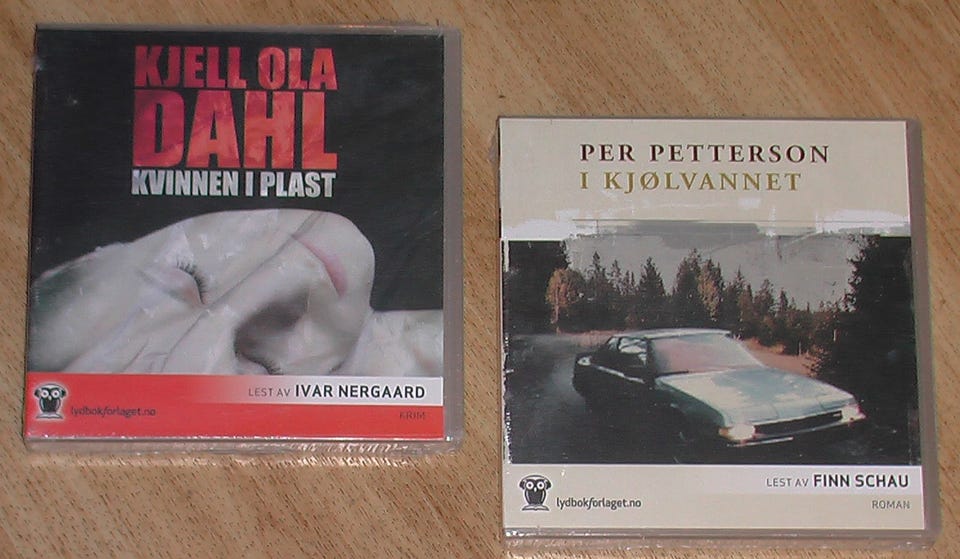 KJELL OLA
DAHL
KVINNEN I PLAST
LEST AV IVAR NERGAARD
lydbokforlaget.no
KRIM
PER PETTERSON
I KJØLVANNET
LEST AV FINN SCHAU
lydbokforlaget.no
ROMAN